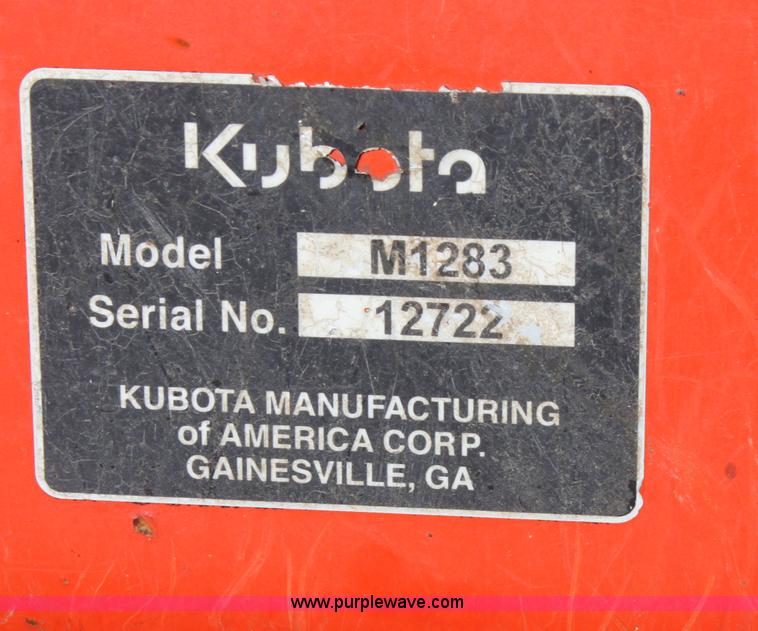 Kubota
Model M1283
Serial No. 12722
KUBOTA MANUFACTURING
of AMERICA CORP.
GAINESVILLE, GA
www.purplewave.com